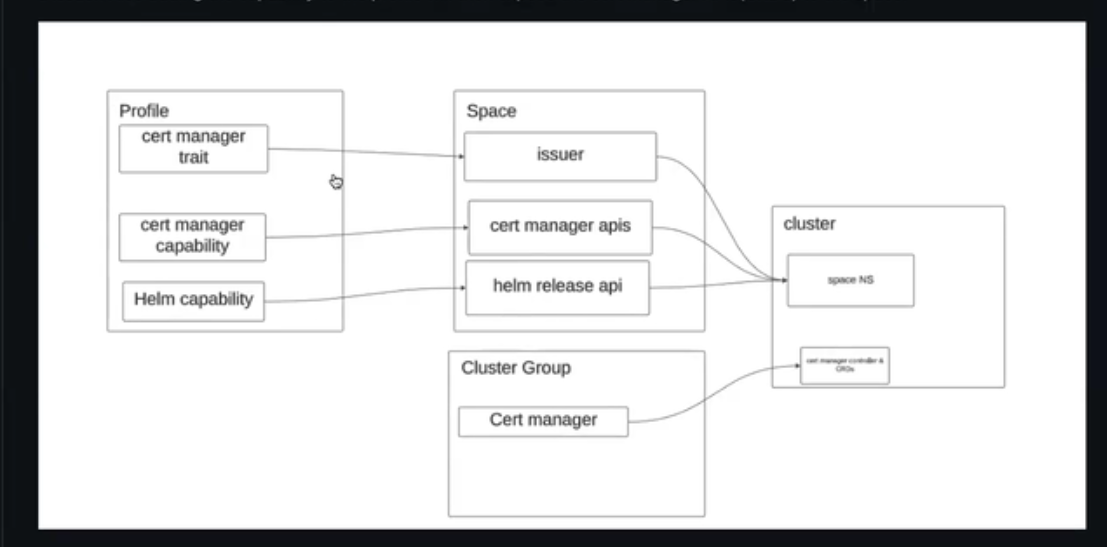 Profile
cert manager
trait
cert manager
capability
Helm capability
Space
issuer
cert manager apis
helm release api
Cluster Group
Cert manager
cluster
space NS
cert manager controller &
CRDs